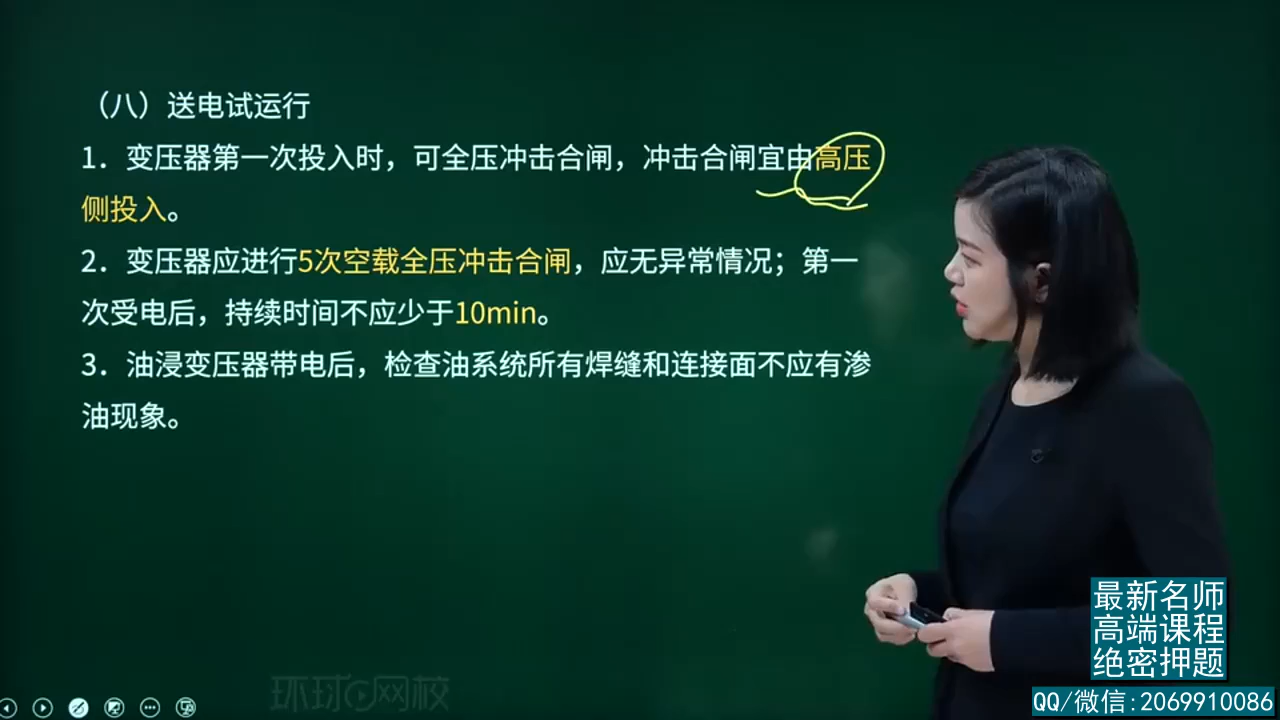 （八）送电试运行
1．变压器第一次投入时，可全压冲击合闸，冲击合闸宜由高压
侧投入。
2．变压器应进行5次空载全压冲击合闸，应无异常情况；第一
次受电后，持续时间不应少于10min。
3．油浸变压器带电后，检查油系统所有焊缝和连接面不应有渗
油现象。
最新名师
高端课程
绝密押题
环球网校
QQ/微信:2069910086